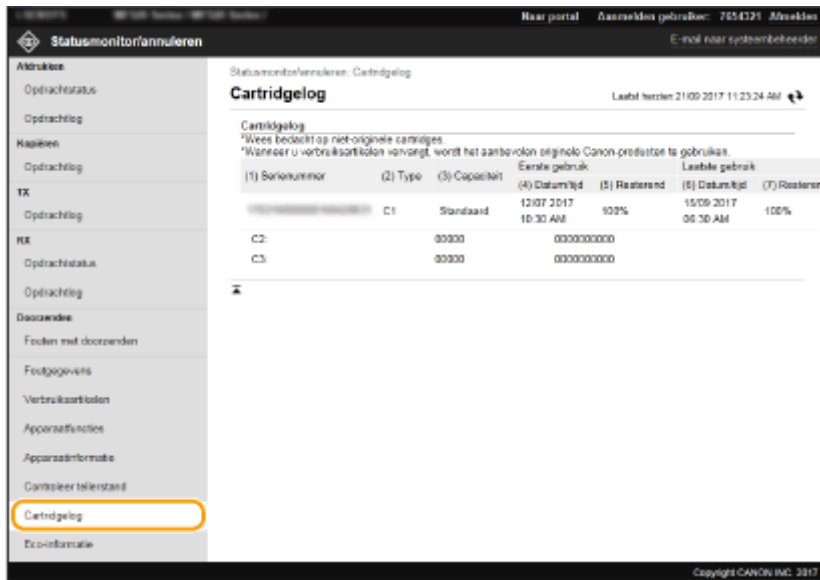 Naar portal Aanmelden gebruiker: 7654321 Afmelden
Statusmonitor/annuleren E-mail naar systeembeheerder
Afdrukken
Opdrachtstatus
Opdrachtlog
Kopiëren
Opdrachtlog
TX
Opdrachtlog
RX
Opdrachtstatus
Opdrachtlog
Doorzenden
Fouten met doorzenden
Foutgegevens
Verbruiksartikelen
Apparaatfuncties
Apparaatinformatie
Controleer tellerstand
Cartridgelog
Eco-informatie
Statusmonitor/annuleren: Cartridgelog
Cartridgelog
Laatst herzien: 21/09 2017 11:23:24 AM
Cartridgelog
*Wees bedacht op niet-originele cartridges.
*Wanneer u verbruiksartikelen vervangt, wordt het aanbevolen originele Canon-producten te gebruiken.
(1) Serienummer (2) Type (3) Capaciteit Eerste gebruik Laatste gebruik
(4) Datum/tijd (5) Resterend (6) Datum/tijd (7) Resteren
C1 Standaard 12/07 2017 10:30 AM 100% 15/09 2017 06:30 AM 100%
C2: 00000 0000000000
C3: 00000 0000000000
Copyright CANON INC. 2017